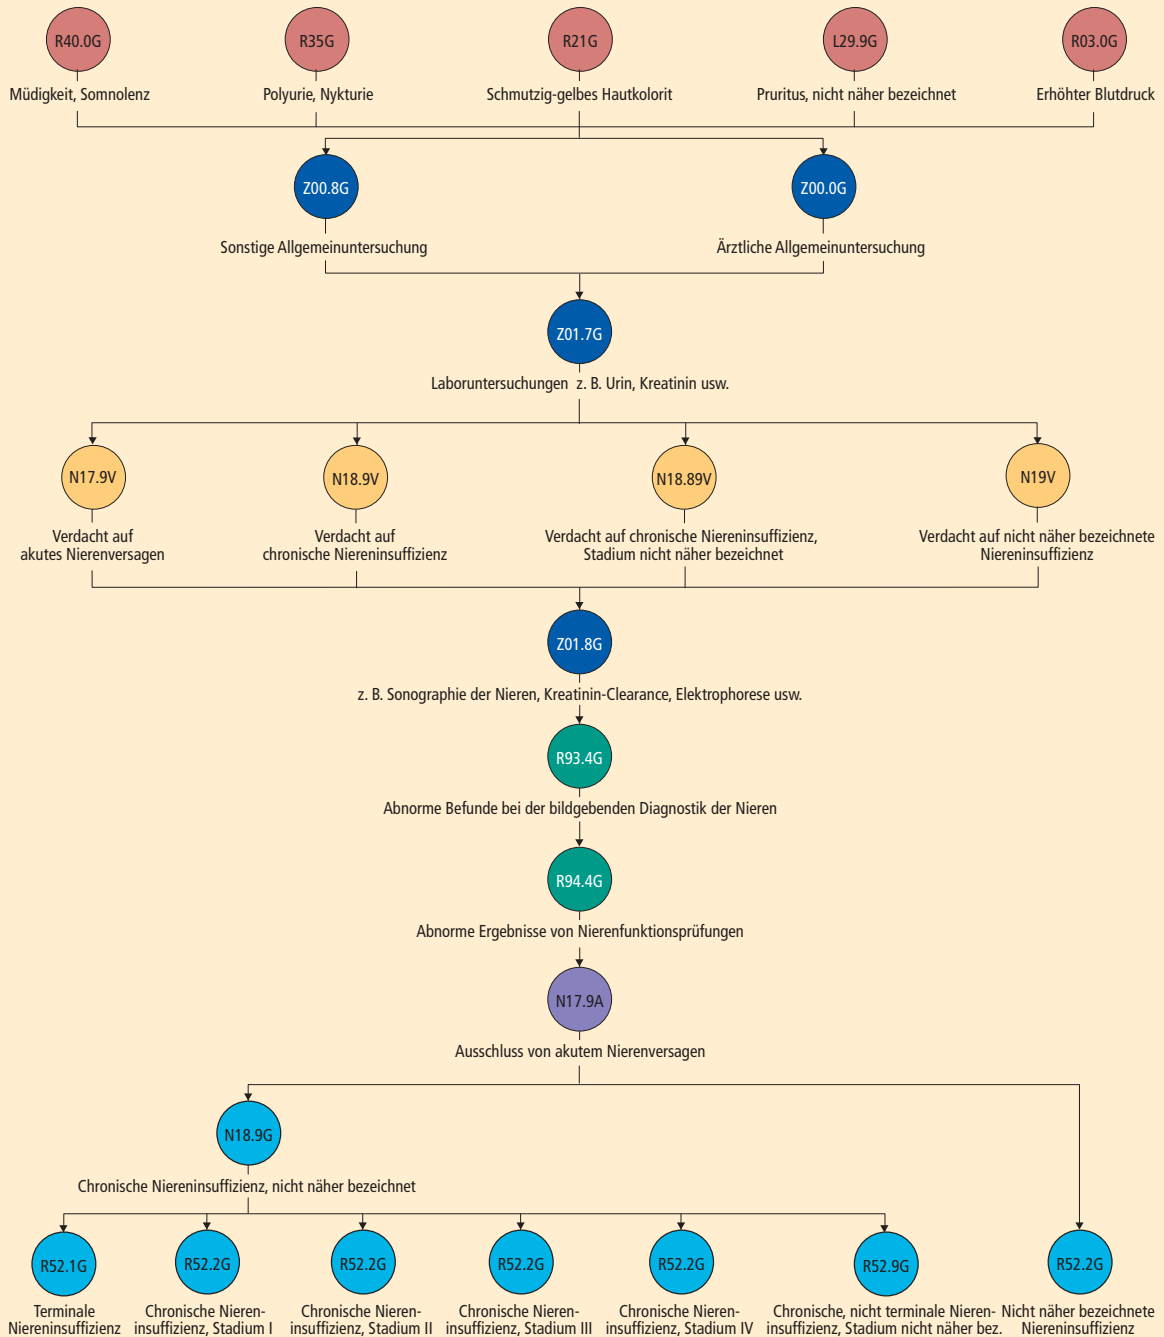 R40.0G
R35G
R21G
L29.9G
R03.0G
Müdigkeit, Somnolenz
Polyurie, Nykturie
Schmutzig-gelbes Hautkolorit
Pruritus, nicht näher bezeichnet
Erhöhter Blutdruck
Z00.8G
Z00.0G
Sonstige Allgemeinuntersuchung
Ärztliche Allgemeinuntersuchung
Z01.7G
Laboruntersuchungen z. B. Urin, Kreatinin usw.
N17.9V
N18.9V
N18.89V
N19V
Verdacht auf
akutes Nierenversagen
Verdacht auf
chronische Niereninsuffizienz
Verdacht auf chronische Niereninsuffizienz,
Stadium nicht näher bezeichnet
Verdacht auf nicht näher bezeichnete
Niereninsuffizienz
Z01.8G
z. B. Sonographie der Nieren, Kreatinin-Clearance, Elektrophorese usw.
R93.4G
Abnorme Befunde bei der bildgebenden Diagnostik der Nieren
R94.4G
Abnorme Ergebnisse von Nierenfunktionsprüfungen
N17.9A
Ausschluss von akutem Nierenversagen
N18.9G
Chronische Niereninsuffizienz, nicht näher bezeichnet
R52.1G
R52.2G
R52.2G
R52.2G
R52.2G
R52.9G
R52.2G
Terminale
Niereninsuffizienz
Chronische Nieren-
insuffizienz, Stadium I
Chronische Nieren-
insuffizienz, Stadium II
Chronische Nieren-
insuffizienz, Stadium III
Chronische Nieren-
insuffizienz, Stadium IV
Chronische, nicht terminale Nieren-
insuffizienz, Stadium nicht näher bez.
Nicht näher bezeichnete
Niereninsuffizienz